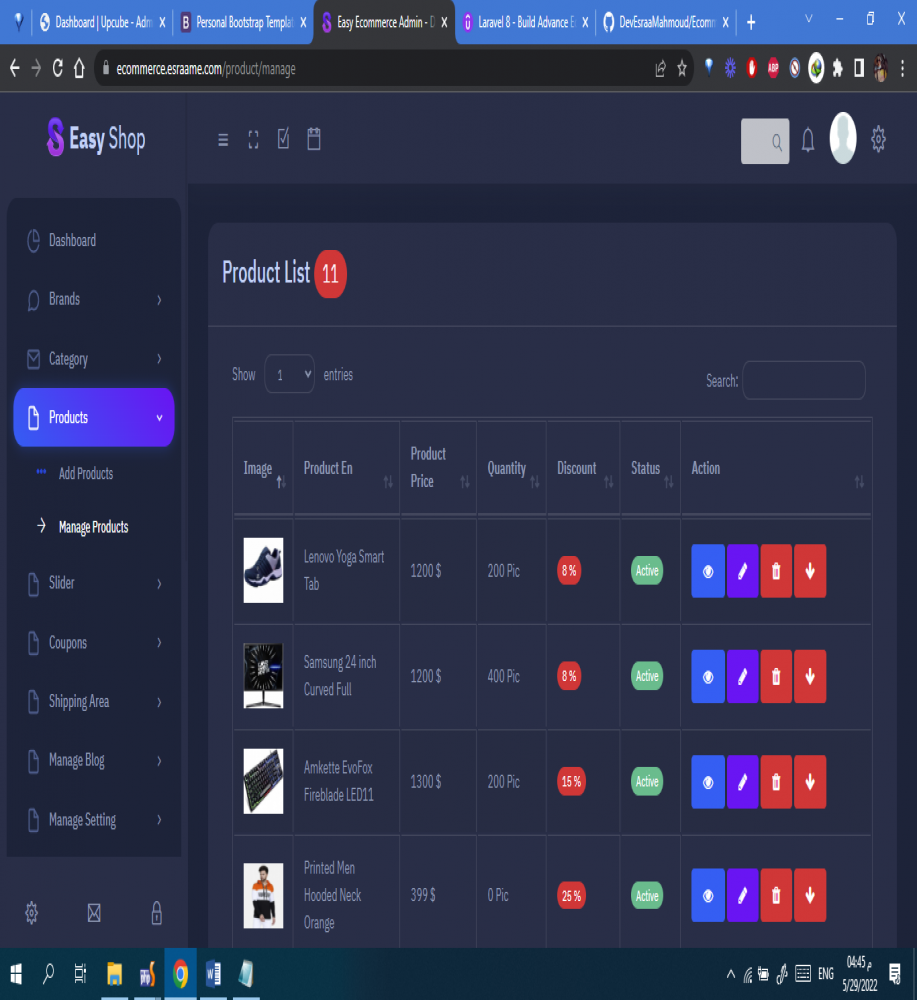 Dashboard | Upcube - Adm
Personal Bootstrap Templat
Easy Ecommerce Admin - D
Laravel 8 - Build Advance E
DevEsraaMahmoud/Ecomm
ecommerce.esraame.com/product/manage
ABP
Easy Shop
Dashboard
Brands
Category
Products
Add Products
Manage Products
Slider
Coupons
Shipping Area
Manage Blog
Manage Setting
Product List 11
Show 1 entries
Search:
Image Product En Product Price Quantity Discount Status Action
Lenovo Yoga Smart
Tab
1200 $ 200 Pic 8 % Active
Samsung 24 inch
Curved Full
1200 $ 400 Pic 8 % Active
Amkette EvoFox
Fireblade LED11
1300 $ 200 Pic 15 % Active
Printed Men
Hooded Neck
Orange
399 $ 0 Pic 25 % Active
ENG
04:45 م
5/29/2022